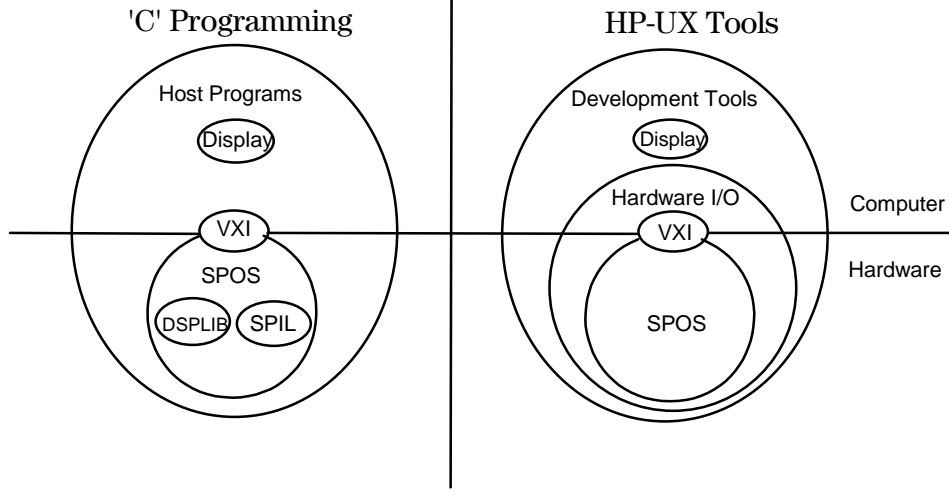 'C' Programming
Host Programs
Display
VXI
SPOS
DSPLIB
SPIL
HP-UX Tools
Development Tools
Display
Hardware I/O
VXI
SPOS
Computer
Hardware